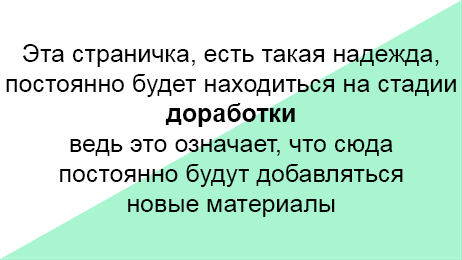 Эта страничка, есть такая надежда,
постоянно будет находиться на стадии
доработки
ведь это означает, что сюда
постоянно будут добавляться
новые материалы